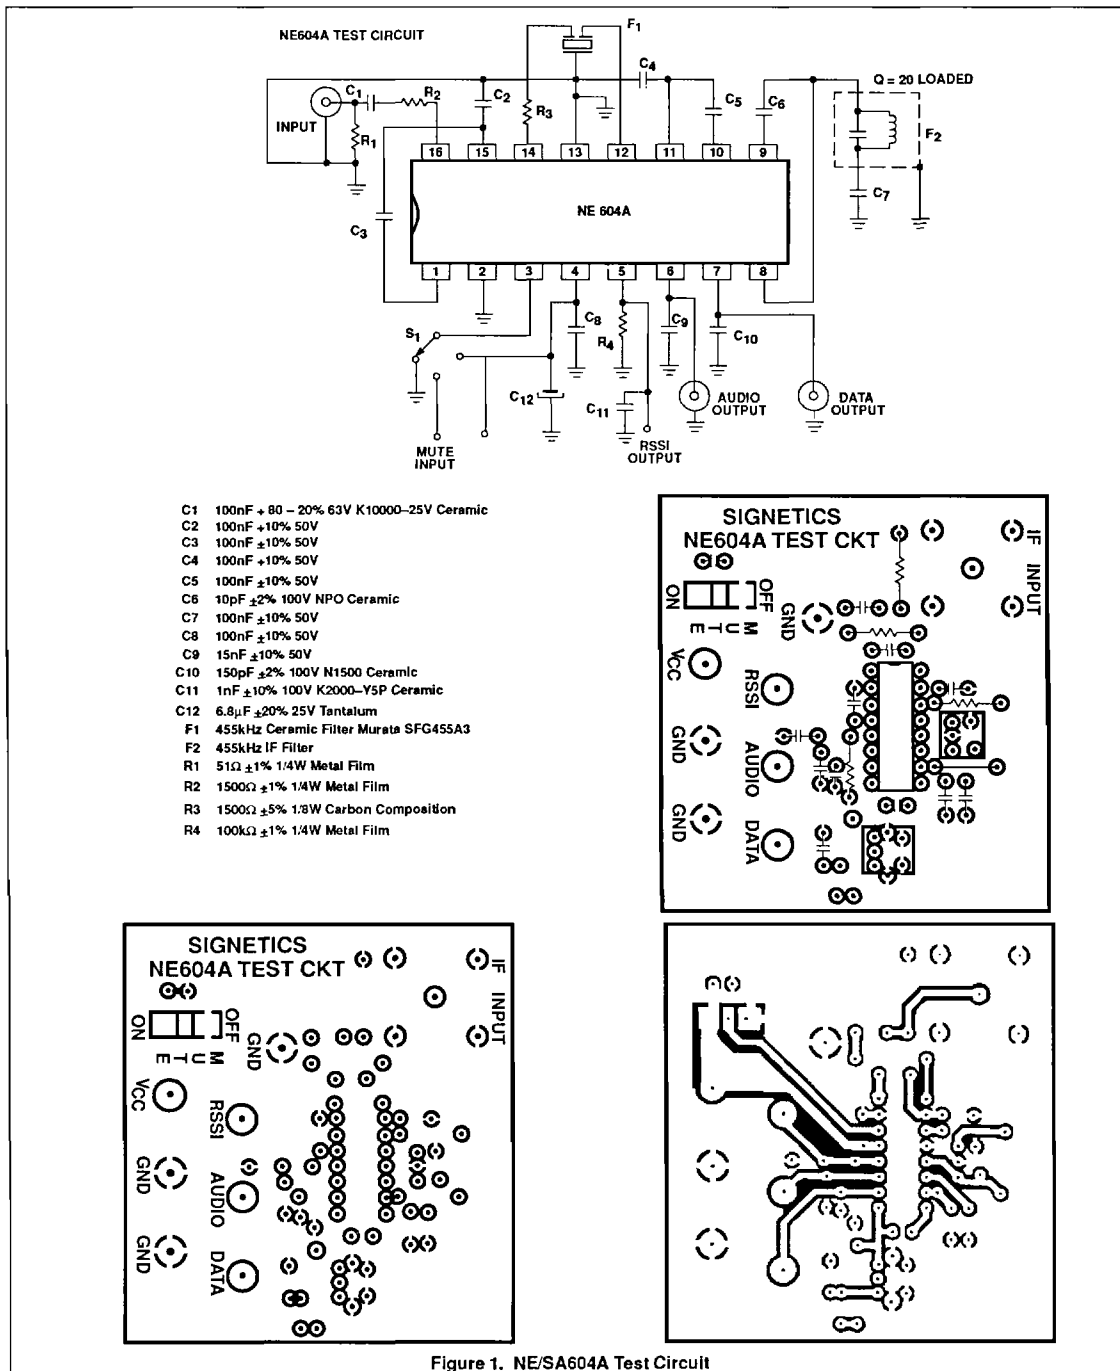 NE604A TEST CIRCUIT
F1
C4
Q = 20 LOADED
C1
R2
C2
R3
C5
C6
INPUT
R1
F2
16 15 14 13 12 11 10 9
C7
NE 604A
C3
1 2 3 4 5 6 7 8
S1
C8
R4
C9
C10
C12
C11
AUDIO OUTPUT
DATA OUTPUT
MUTE INPUT
RSSI OUTPUT
C1 100nF + 80 – 20% 63V K10000–25V Ceramic
C2 100nF +10% 50V
C3 100nF ±10% 50V
C4 100nF +10% 50V
C5 100nF ±10% 50V
C6 10pF ±2% 100V NPO Ceramic
C7 100nF ±10% 50V
C8 100nF ±10% 50V
C9 15nF ±10% 50V
C10 150pF ±2% 100V N1500 Ceramic
C11 1nF ±10% 100V K2000–Y5P Ceramic
C12 6.8µF ±20% 25V Tantalum
F1 455kHz Ceramic Filter Murata SFG455A3
F2 455kHz IF Filter
R1 51Ω ±1% 1/4W Metal Film
R2 1500Ω ±1% 1/4W Metal Film
R3 1500Ω ±5% 1/8W Carbon Composition
R4 100kΩ ±1% 1/4W Metal Film
SIGNETICS
NE604A TEST CKT
IF INPUT
ON
OFF
MUTE
GND
VCC
RSSI
GND
AUDIO
GND
DATA
SIGNETICS
NE604A TEST CKT
IF INPUT
ON
OFF
MUTE
GND
VCC
RSSI
GND
AUDIO
GND
DATA
Figure 1. NE/SA604A Test Circuit